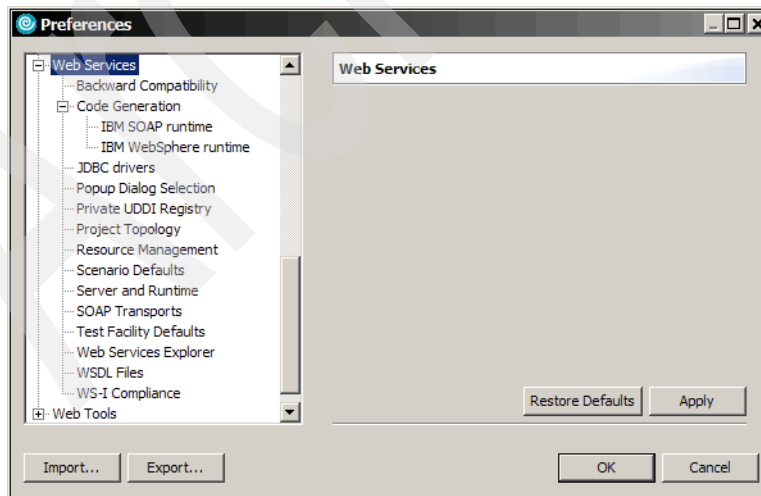 Preferences
Web Services
Backward Compatibility
Code Generation
IBM SOAP runtime
IBM WebSphere runtime
JDBC drivers
Popup Dialog Selection
Private UDDI Registry
Project Topology
Resource Management
Scenario Defaults
Server and Runtime
SOAP Transports
Test Facility Defaults
Web Services Explorer
WSDL Files
WS-I Compliance
Web Tools
Web Services
Restore Defaults Apply
Import... Export... OK Cancel